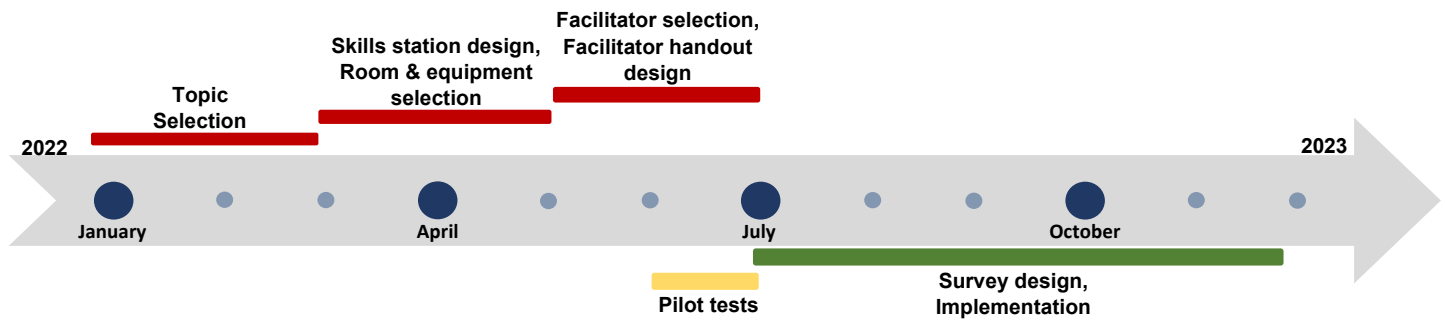 Facilitator selection,
Facilitator handout
design
Skills station design,
Room & equipment
selection
Topic
Selection
2022
2023
January
April
July
October
Pilot tests
Survey design,
Implementation